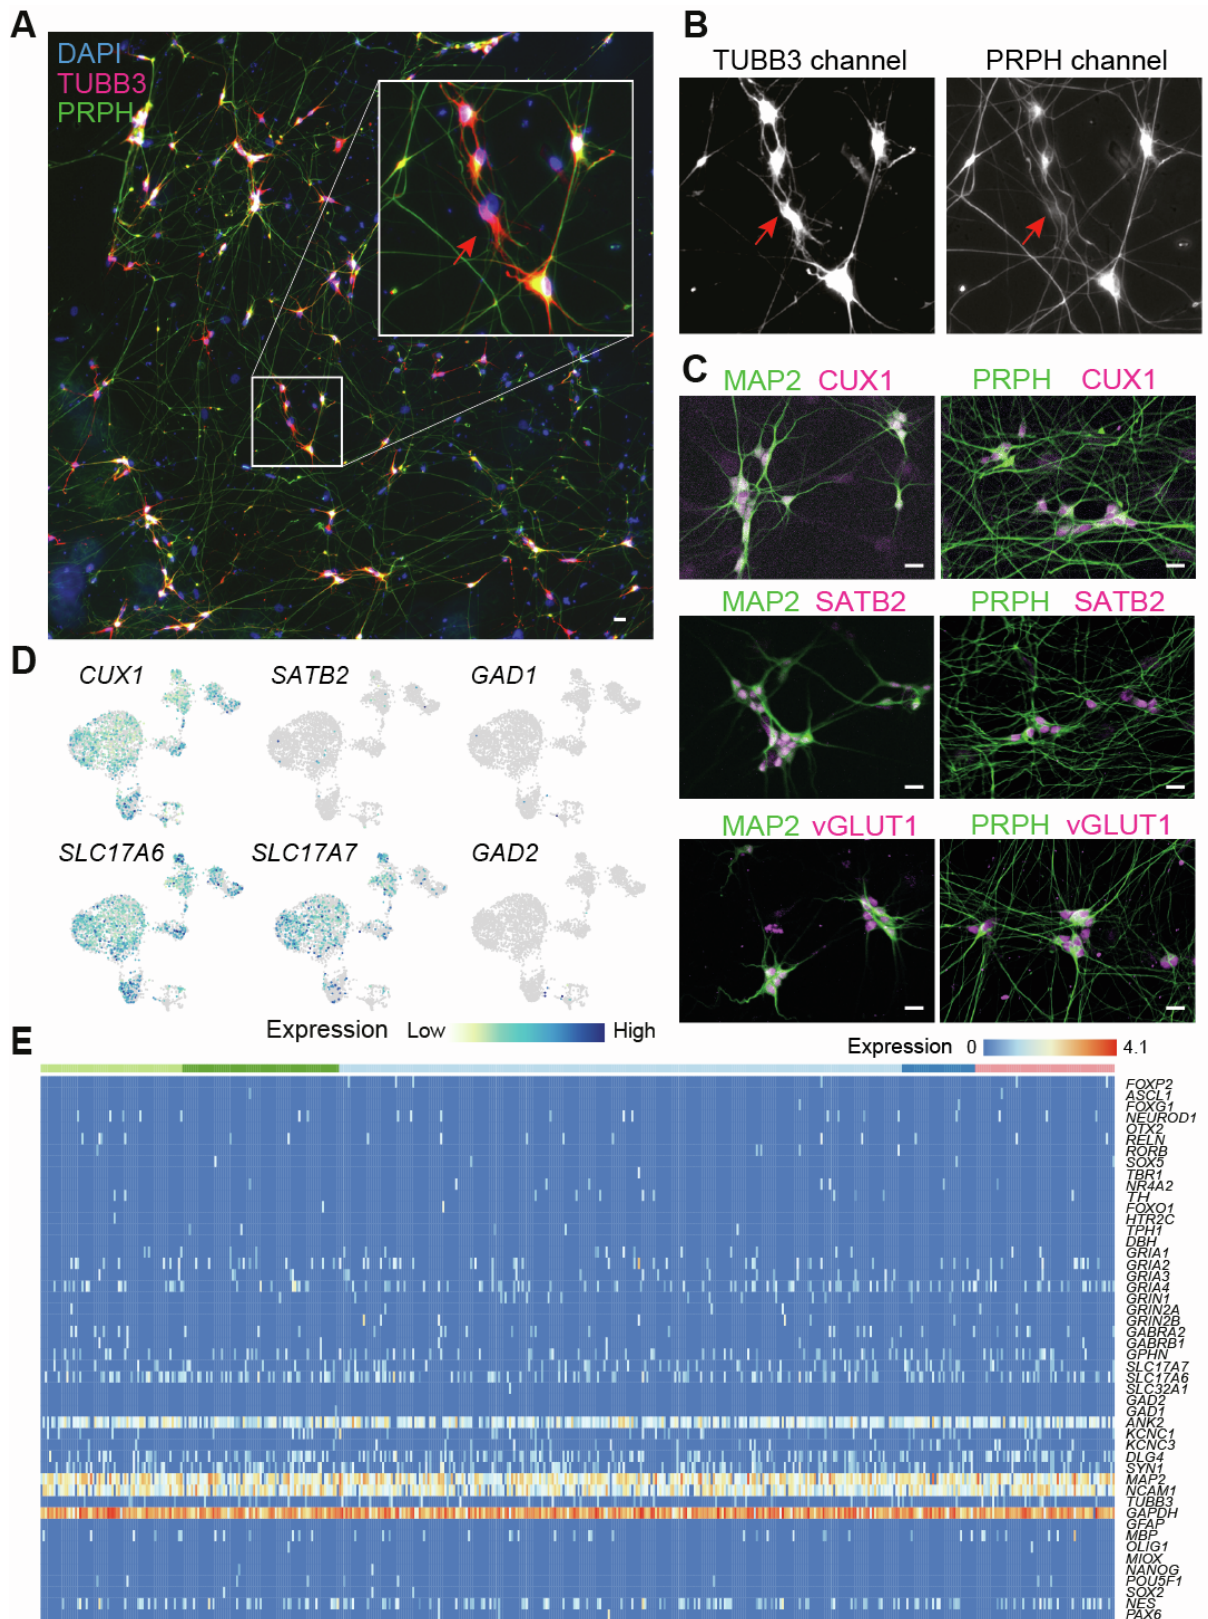 A
DAPI
TUBB3
PRPH
B
TUBB3 channel
PRPH channel
C
MAP2 CUX1
PRPH CUX1
MAP2 SATB2
PRPH SATB2
MAP2 vGLUT1
PRPH vGLUT1
D
CUX1
SATB2
GAD1
SLC17A6
SLC17A7
GAD2
Expression Low High
E
Expression 0 4.1
FOXP2
ASCL1
FOXG1
NEUROD1
OTX2
RELN
RORB
SOX5
TBR1
NR4A2
TH
FOXO1
HTR2C
TPH1
DBH
GRIA1
GRIA2
GRIA3
GRIA4
GRIN1
GRIN2A
GRIN2B
GABRA2
GABRB1
GPHN
SLC17A7
SLC17A6
SLC32A1
GAD2
GAD1
ANK2
KCNC1
KCNC3
DLG4
SYN1
MAP2
NCAM1
TUBB3
GAPDH
GFAP
MBP
OLIG1
MIOX
NANOG
POU5F1
SOX2
NES
PAX6